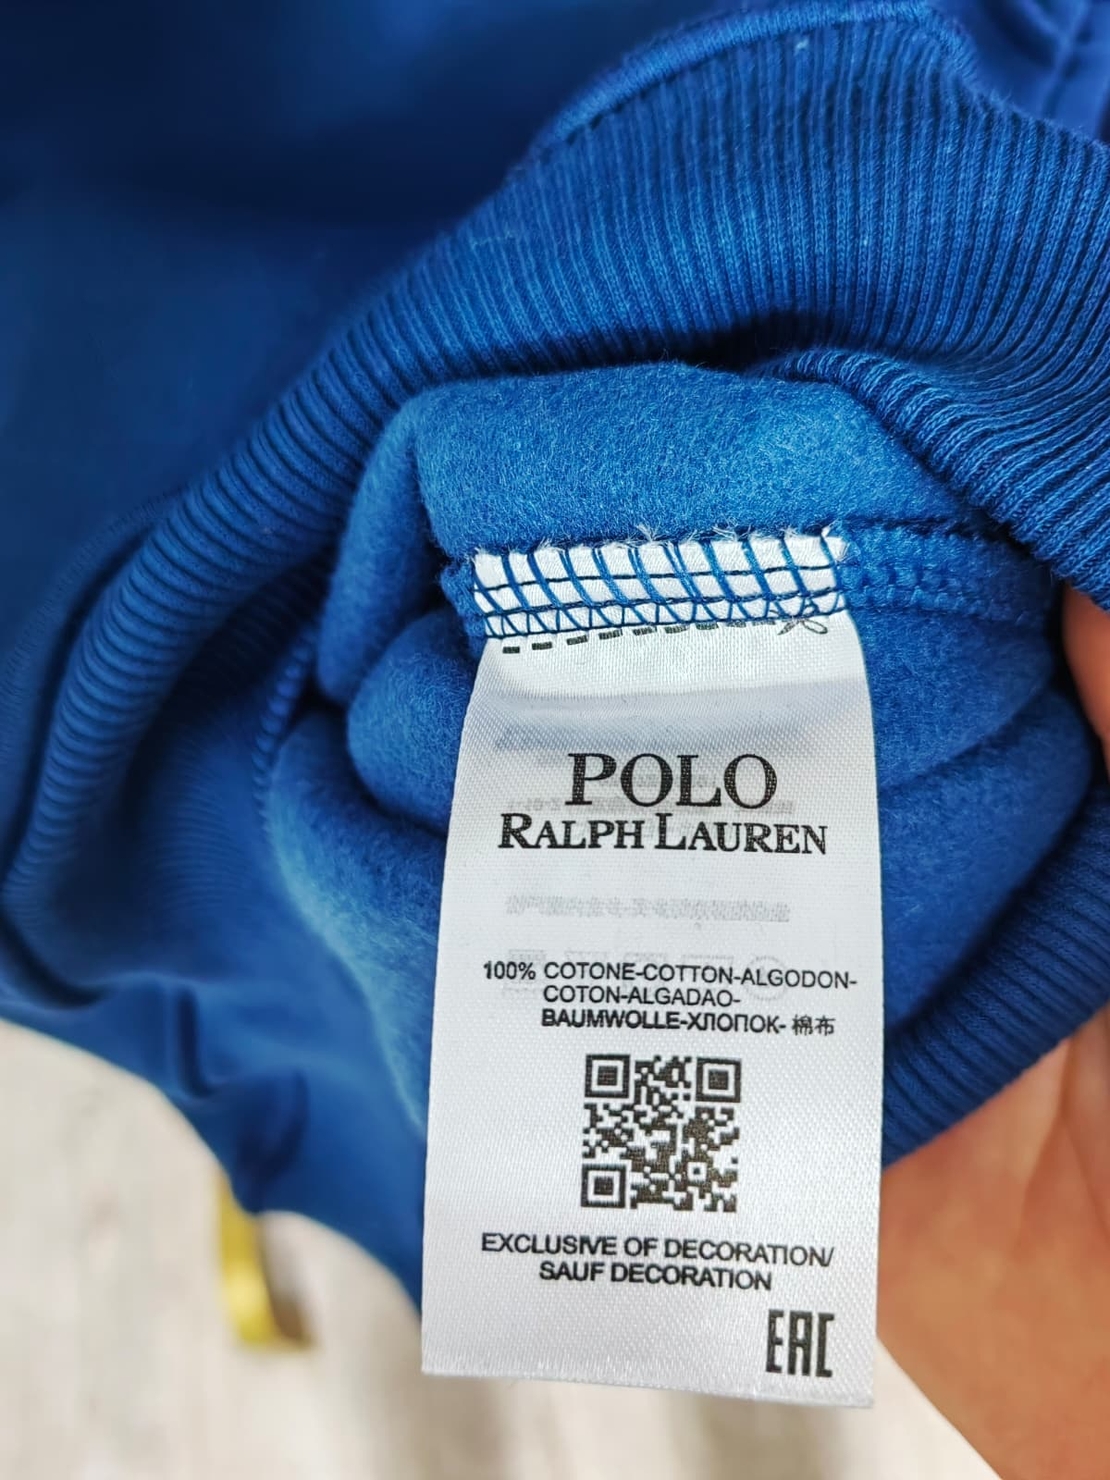 POLO
RALPH LAUREN
100% COTONE-COTTON-ALGODON-
COTON-ALGADAO-
BAUMWOLLE-ХЛОПОК- 棉布
EXCLUSIVE OF DECORATION/
SAUF DECORATION
EAC